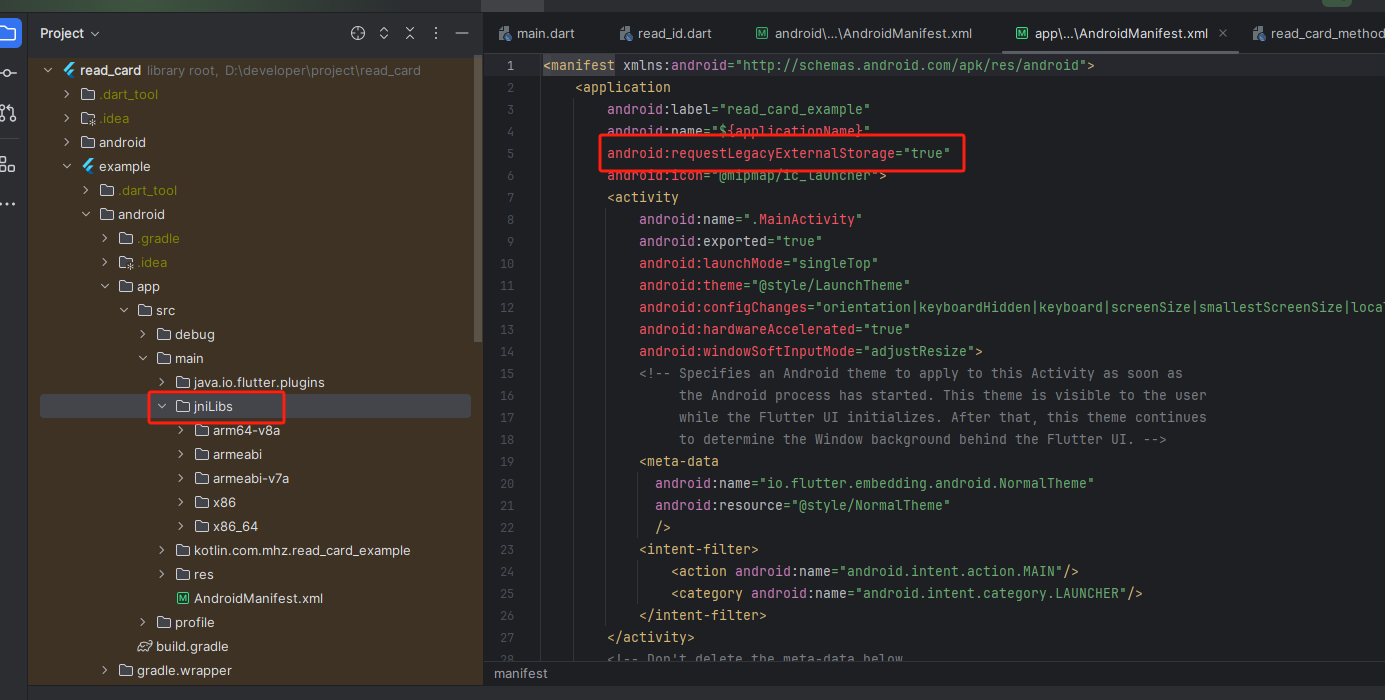 Project
read_card library root, D:\developer\project\read_card
.dart_tool
.idea
android
example
.dart_tool
android
.gradle
.idea
app
src
debug
main
java.io.flutter.plugins
jniLibs
arm64-v8a
armeabi
armeabi-v7a
x86
x86_64
kotlin.com.mhz.read_card_example
res
AndroidManifest.xml
profile
build.gradle
gradle.wrapper
main.dart
read_id.dart
android\...\AndroidManifest.xml
app\...\AndroidManifest.xml
read_card_method
1 <manifest xmlns:android="http://schemas.android.com/apk/res/android">
2 <application
3 android:label="read_card_example"
4 android:name="${applicationName}"
5 android:requestLegacyExternalStorage="true"
6 android:icon="@mipmap/ic_launcher">
7 <activity
8 android:name=".MainActivity"
9 android:exported="true"
10 android:launchMode="singleTop"
11 android:theme="@style/LaunchTheme"
12 android:configChanges="orientation|keyboardHidden|keyboard|screenSize|smallestScreenSize|loca
13 android:hardwareAccelerated="true"
14 android:windowSoftInputMode="adjustResize">
15 <!-- Specifies an Android theme to apply to this Activity as soon as
16 the Android process has started. This theme is visible to the user
17 while the Flutter UI initializes. After that, this theme continues
18 to determine the Window background behind the Flutter UI. -->
19 <meta-data
20 android:name="io.flutter.embedding.android.NormalTheme"
21 android:resource="@style/NormalTheme"
22 />
23 <intent-filter>
24 <action android:name="android.intent.action.MAIN"/>
25 <category android:name="android.intent.category.LAUNCHER"/>
26 </intent-filter>
27 </activity>
28 <!-- Don't delete the meta-data below
manifest